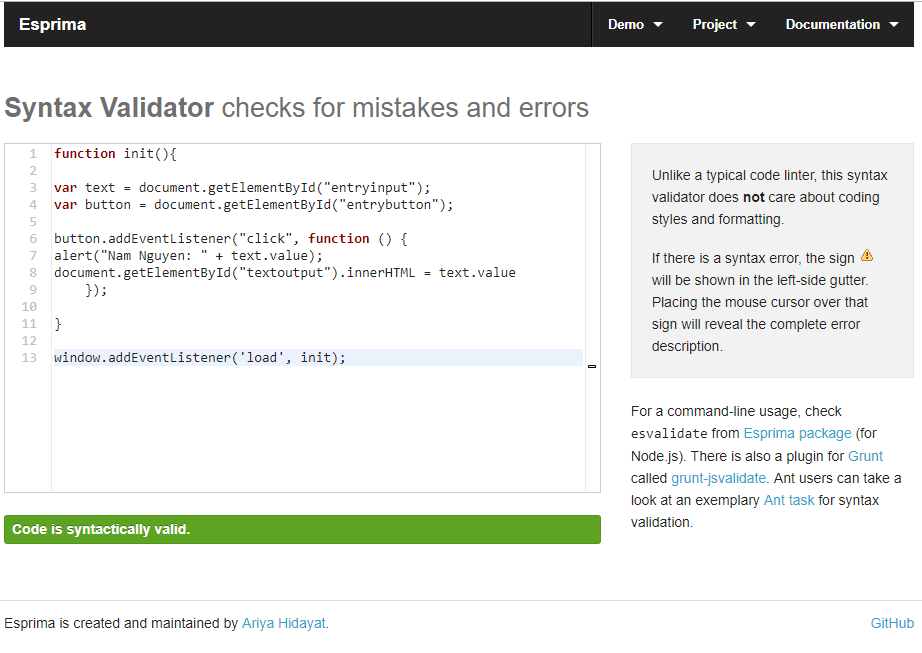 Esprima Demo Project Documentation
Syntax Validator checks for mistakes and errors
1 function init(){
2
3 var text = document.getElementById("entryinput");
4 var button = document.getElementById("entrybutton");
5
6 button.addEventListener("click", function () {
7 alert("Nam Nguyen: " + text.value);
8 document.getElementById("textoutput").innerHTML = text.value
9     });
10
11 }
12
13 window.addEventListener('load', init);
Code is syntactically valid.
Unlike a typical code linter, this syntax
validator does not care about coding
styles and formatting.
If there is a syntax error, the sign
will be shown in the left-side gutter.
Placing the mouse cursor over that
sign will reveal the complete error
description.
For a command-line usage, check
esvalidate from Esprima package (for
Node.js). There is also a plugin for Grunt
called grunt-jsvalidate. Ant users can take a
look at an exemplary Ant task for syntax
validation.
Esprima is created and maintained by Ariya Hidayat. GitHub